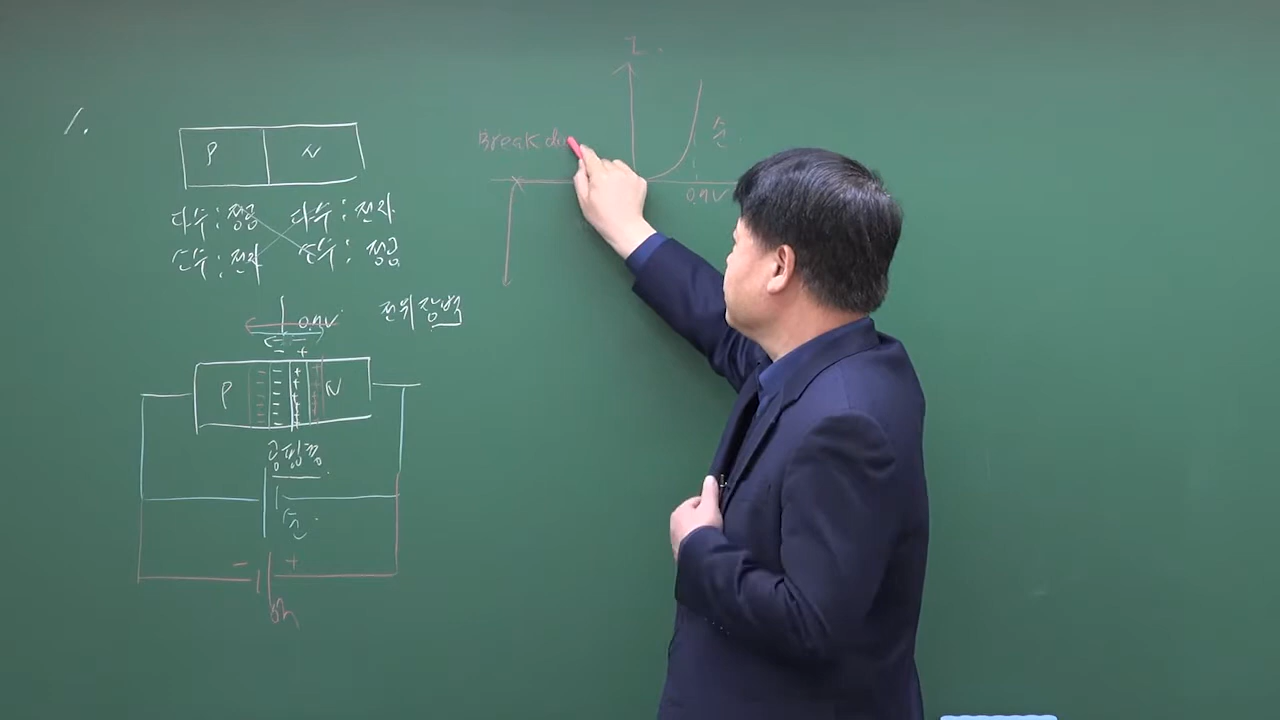 1.
P N
다수 : 정공 다수 : 전자
소수 : 전자 소수 : 정공
0.7V 전위장벽
- +
P N
공핍층
순
- +
역
I
Break do
순
0.7V